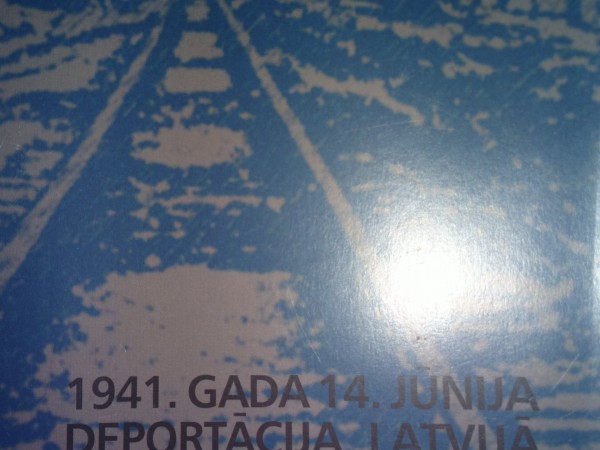 1941. GADA 14. JŪNIJA
DEPORTĀCIJA LATVIJĀ